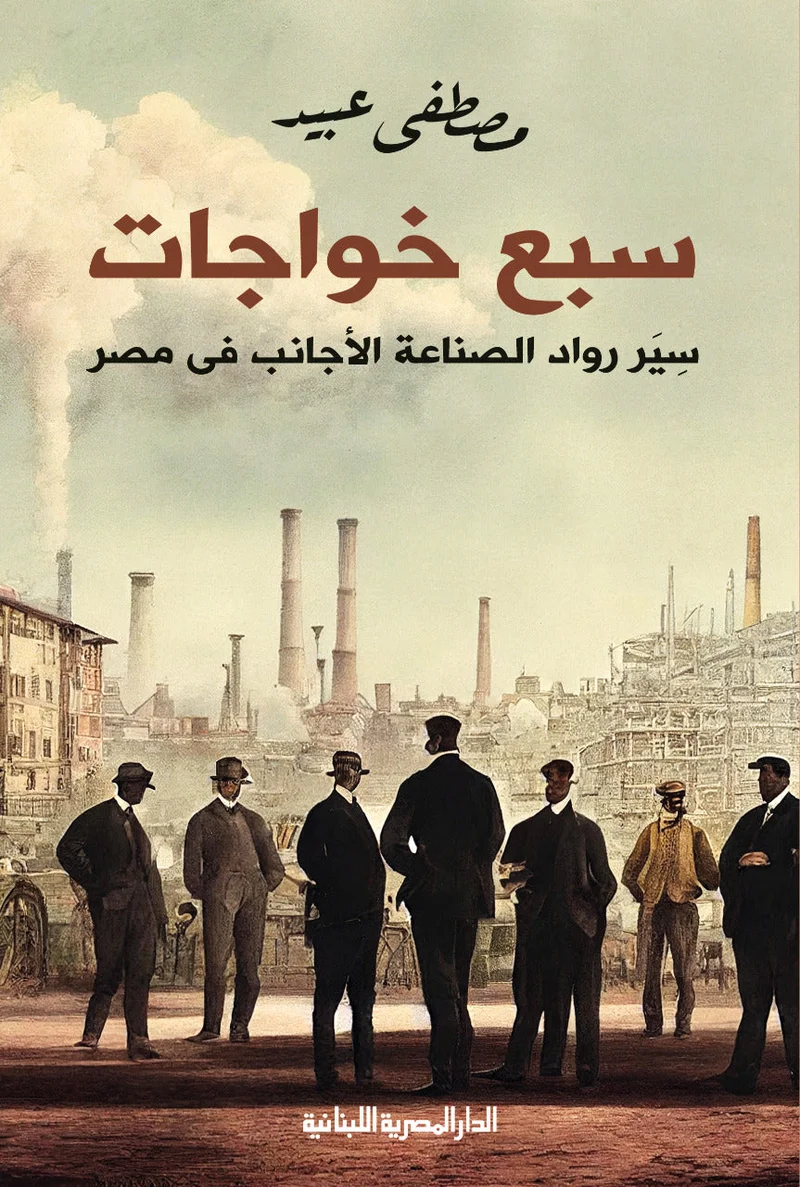 مصطفى عبيد
سبع خواجات
سِيَر رواد الصناعة الأجانب فى مصر
الدار المصرية اللبنانية